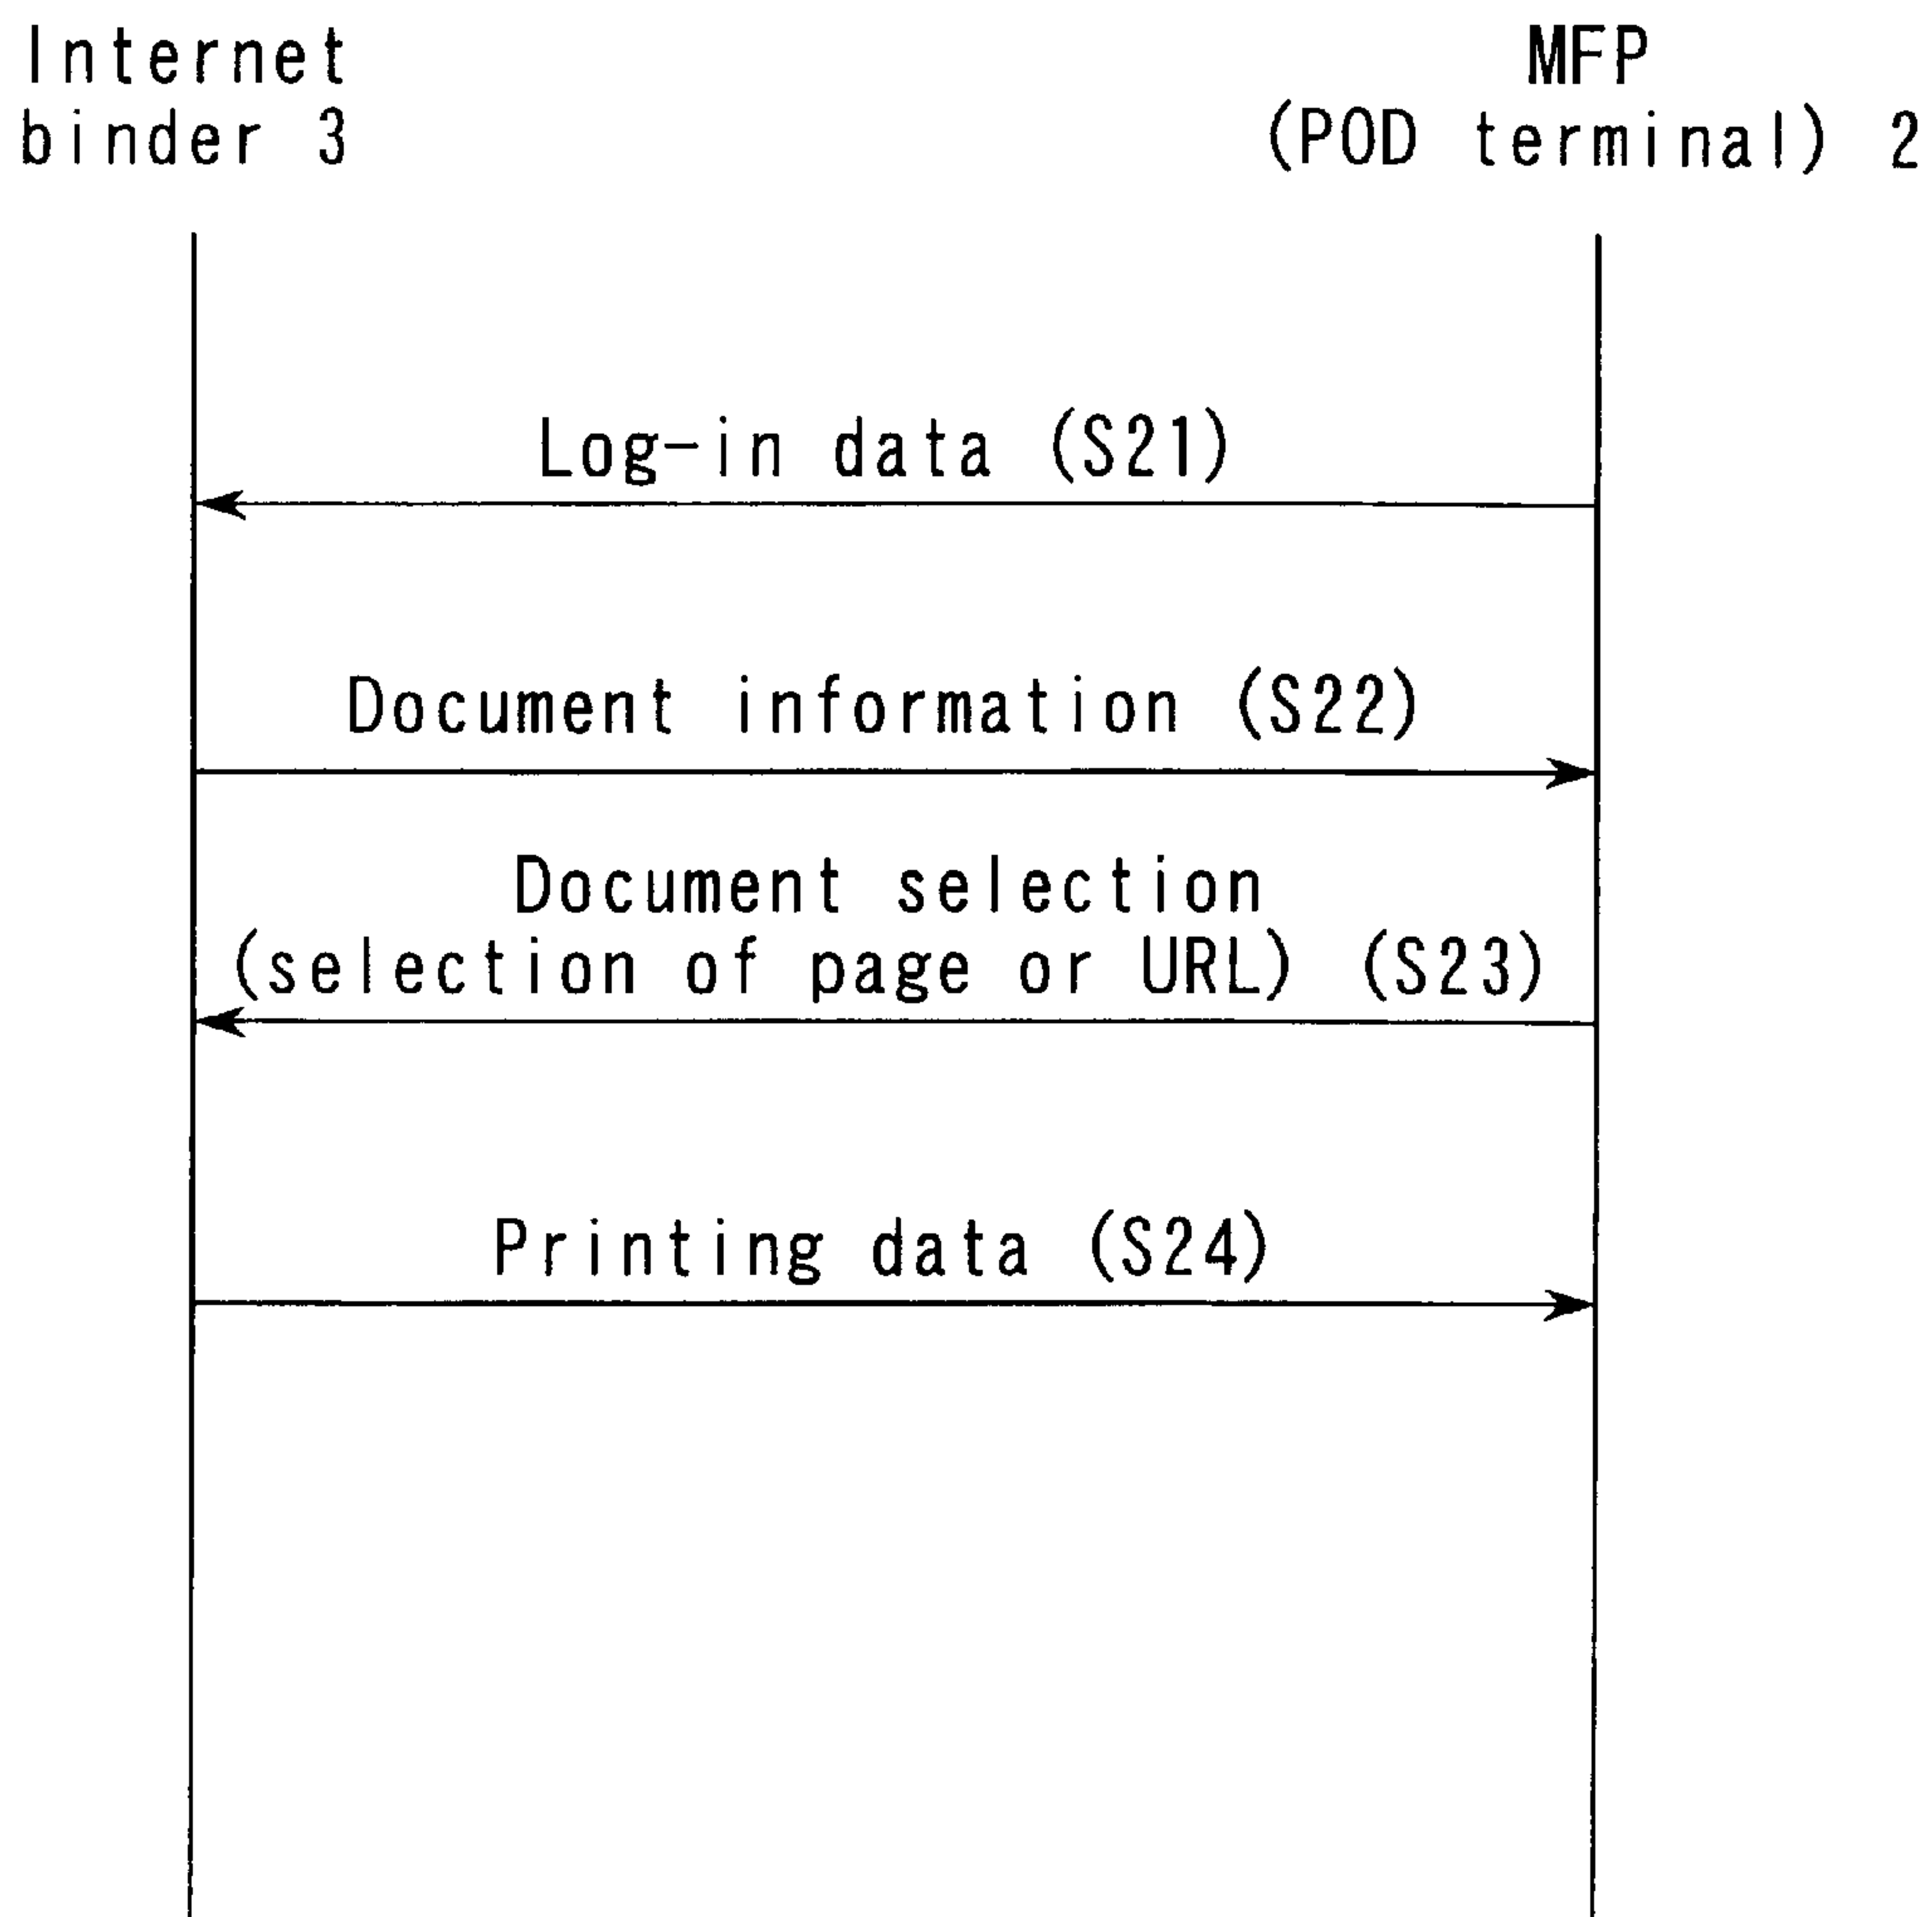 Internet
binder 3
MFP
(POD terminal) 2
Log-in data (S21)
Document information (S22)
Document selection
(selection of page or URL) (S23)
Printing data (S24)